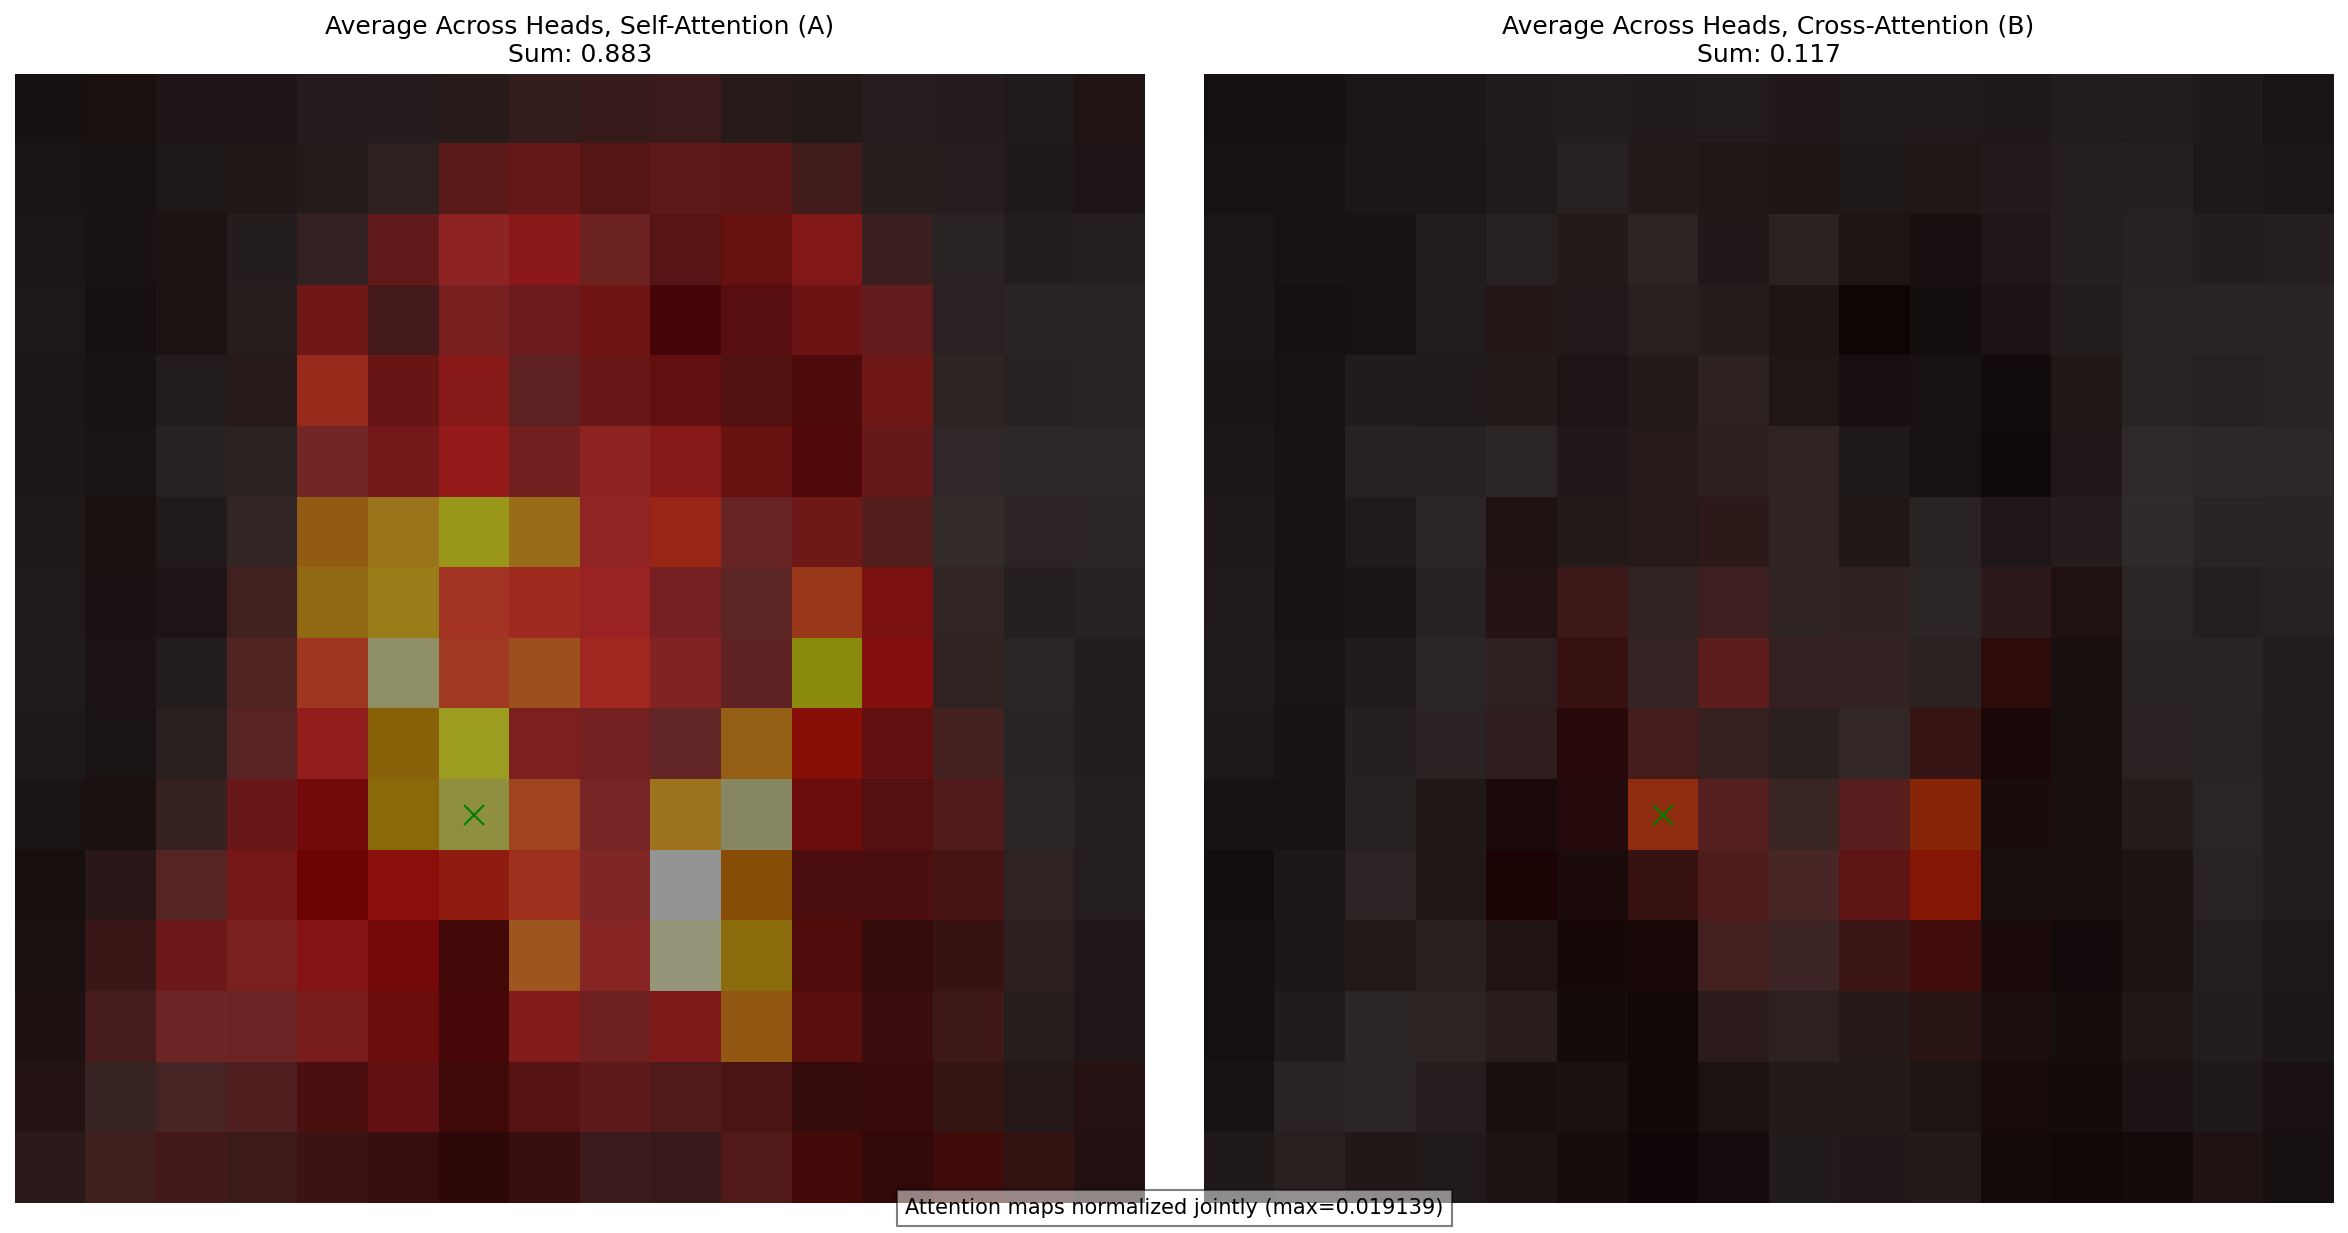 Average Across Heads, Self-Attention (A)
Sum: 0.883
Average Across Heads, Cross-Attention (B)
Sum: 0.117
Attention maps normalized jointly (max=0.019139)